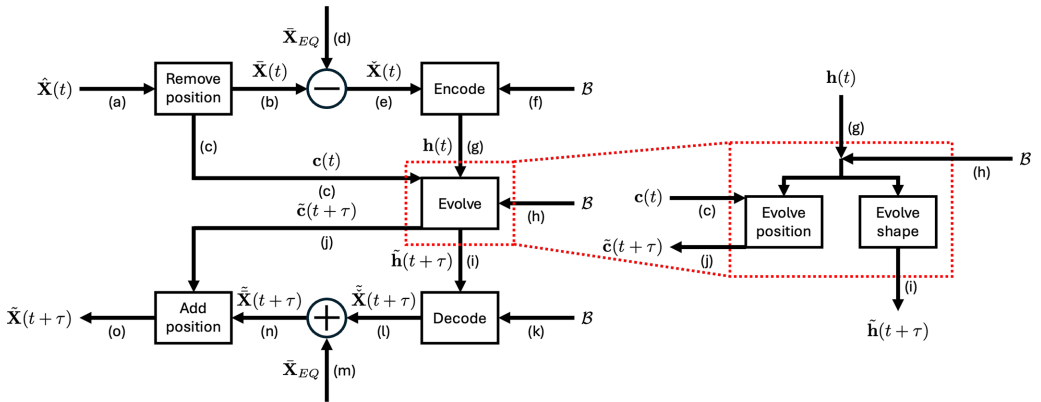 X̄_EQ (d)
X̂(t) (a) Remove position X̄(t) (b) − X̌(t) (e) Encode (f) ℬ
(c) h(t) (g)
c(t)
(c) Evolve (h) ℬ
c̃(t + τ)
(j)
h̃(t + τ) (i)
X̂̃(t + τ) (o) Add position X̄̃(t + τ) (n) + X̌̃(t + τ) (l) Decode (k) ℬ
X̄_EQ (m)
h(t)
(g)
ℬ
(h)
c(t) (c) Evolve position Evolve shape
c̃(t + τ) (j)
(i)
h̃(t + τ)